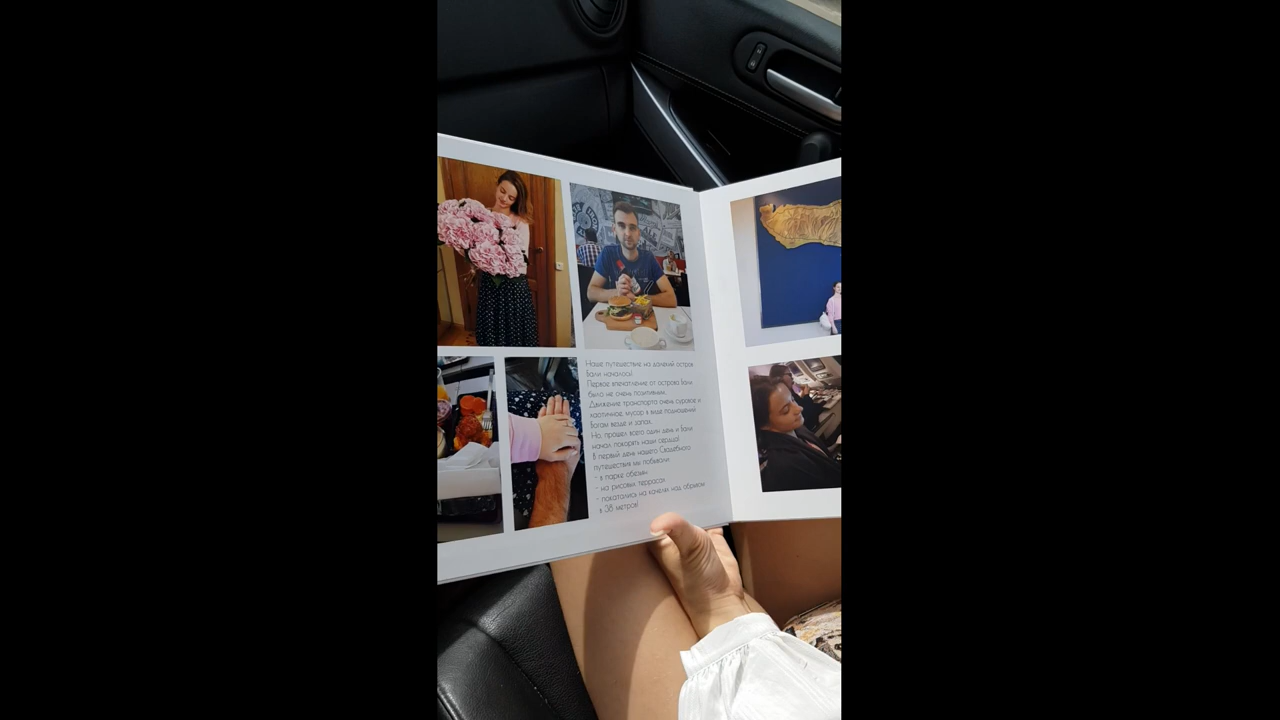 Наше путешествие на далекий остров
Бали началось!
Первое впечатление от острова Бали
было не очень позитивным...
Движение транспорта очень суровое и
хаотичное, мусор в виде подношений
Богам везде и запах.
Но, прошел всего один день и Бали
начал покорять наши сердца!
В первый день нашего Свадебного
путешествия мы побывали:
- в парке обезьян
- на рисовых террасах
- покатались на качелях над обрывом
в 38 метров!